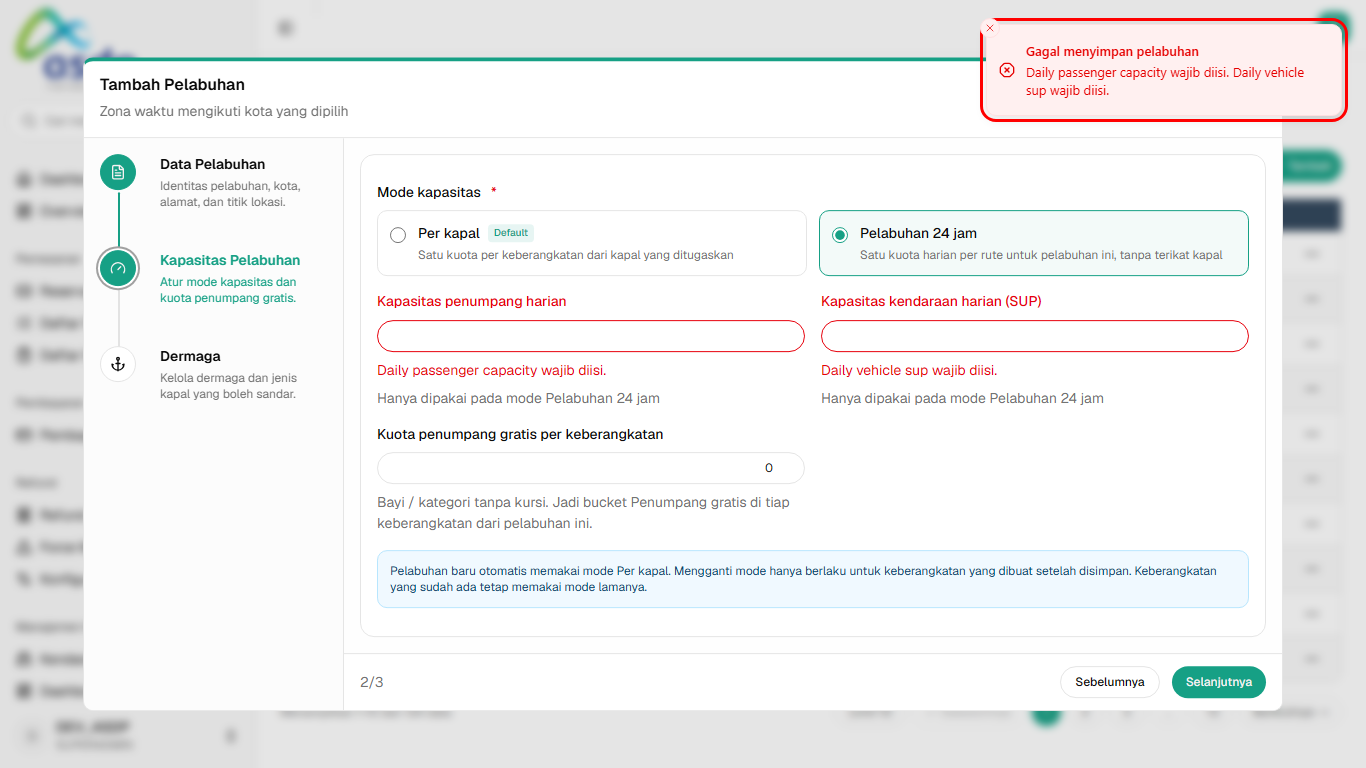 Gagal menyimpan pelabuhan
Daily passenger capacity wajib diisi. Daily vehicle
sup wajib diisi.
Tambah Pelabuhan
Zona waktu mengikuti kota yang dipilih
Data Pelabuhan
Identitas pelabuhan, kota,
alamat, dan titik lokasi.
Kapasitas Pelabuhan
Atur mode kapasitas dan
kuota penumpang gratis.
Dermaga
Kelola dermaga dan jenis
kapal yang boleh sandar.
Mode kapasitas *
Per kapal Default
Satu kuota per keberangkatan dari kapal yang ditugaskan
Pelabuhan 24 jam
Satu kuota harian per rute untuk pelabuhan ini, tanpa terikat kapal
Kapasitas penumpang harian
Daily passenger capacity wajib diisi.
Hanya dipakai pada mode Pelabuhan 24 jam
Kapasitas kendaraan harian (SUP)
Daily vehicle sup wajib diisi.
Hanya dipakai pada mode Pelabuhan 24 jam
Kuota penumpang gratis per keberangkatan
0
Bayi / kategori tanpa kursi. Jadi bucket Penumpang gratis di tiap
keberangkatan dari pelabuhan ini.
Pelabuhan baru otomatis memakai mode Per kapal. Mengganti mode hanya berlaku untuk keberangkatan yang dibuat setelah disimpan. Keberangkatan
yang sudah ada tetap memakai mode lamanya.
2/3
Sebelumnya
Selanjutnya